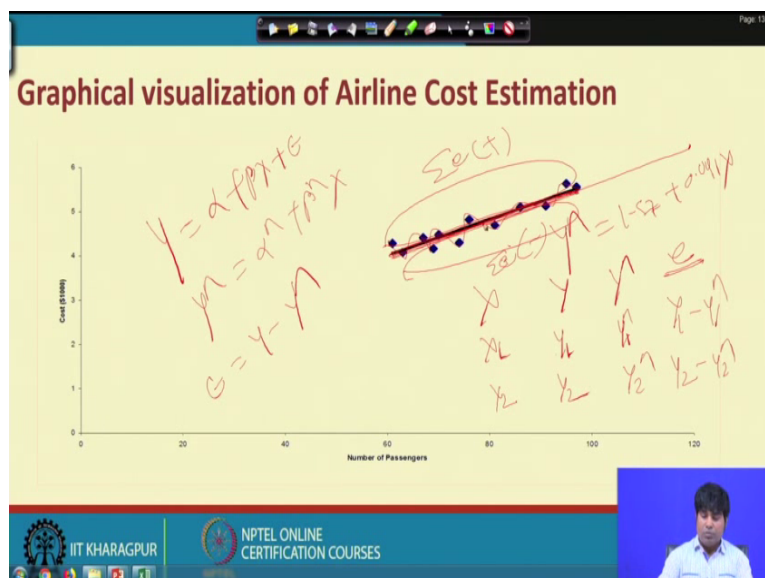 Page: 13
Graphical visualization of Airline Cost Estimation
Σe(+)
Y = α + βX + ϵ
Y^ = α^ + β^ X
ϵ = Y - Y^
Σe(-)
Y^ = 1.57 + 0.041 X
X Y Y^ e
X1 Y1 Y1^ Y1 - Y1^
Y2 Y2 Y2^ Y2 - Y2^
Cost ($1000)
6
5
4
3
2
1
0
0 20 40 60 80 100 120
Number of Passengers
IIT KHARAGPUR
NPTEL ONLINE
CERTIFICATION COURSES